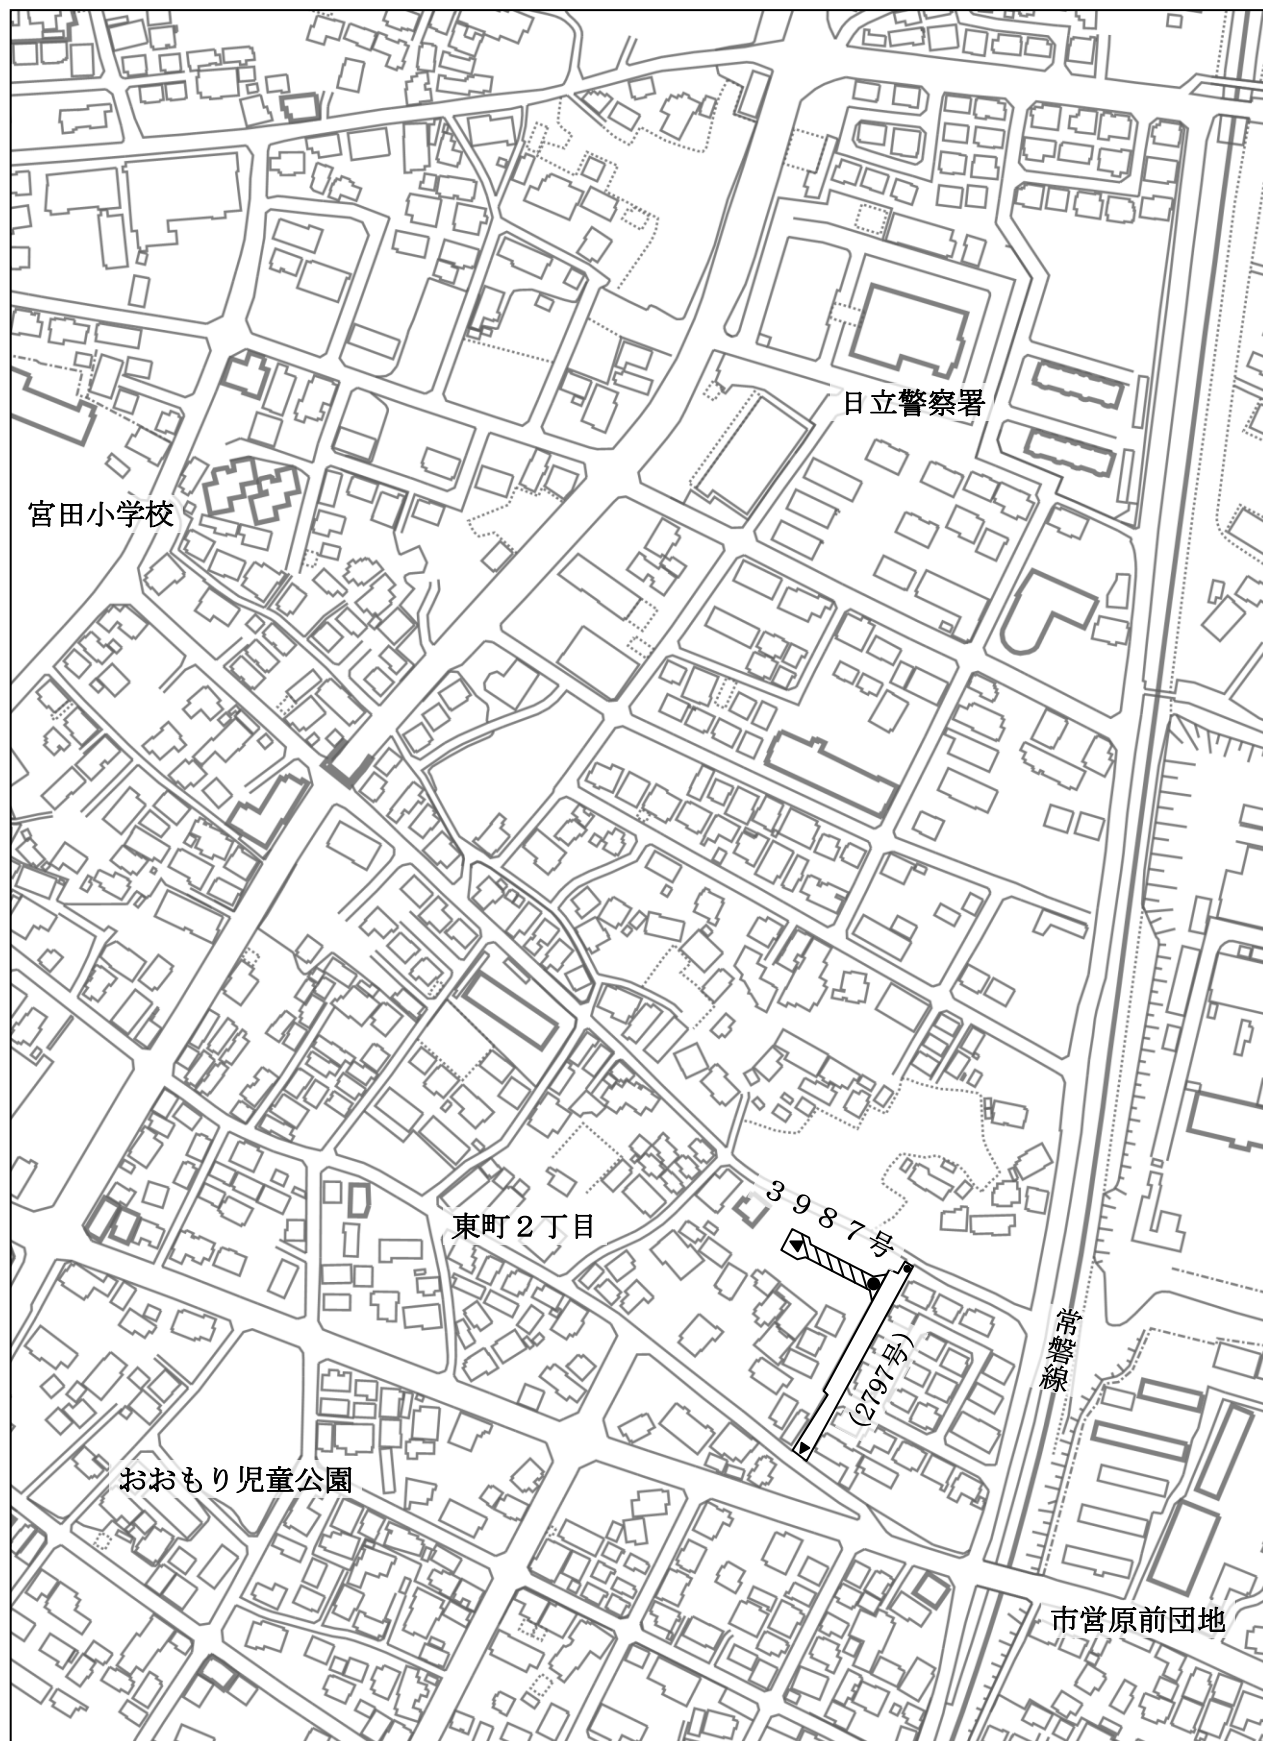 日立警察署
宮田小学校
３９８７号
東町２丁目
(2797号)
常磐線
おおもり児童公園
市営原前団地